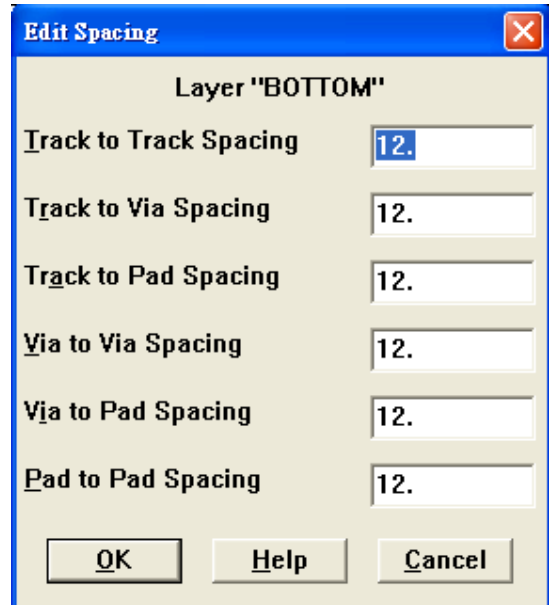 Edit Spacing
Layer "BOTTOM"
Track to Track Spacing 12.
Track to Via Spacing 12.
Track to Pad Spacing 12.
Via to Via Spacing 12.
Via to Pad Spacing 12.
Pad to Pad Spacing 12.
OK Help Cancel